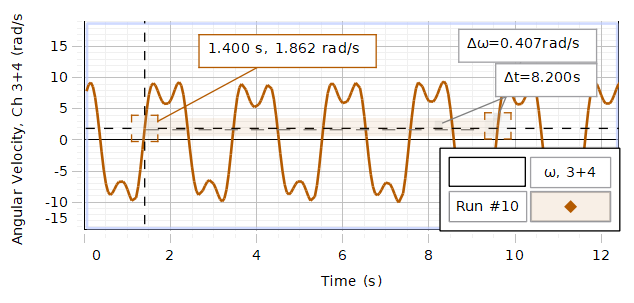 Angular Velocity, Ch 3+4 (rad/s
15
10
5
0
-5
-10
-15
1.400 s, 1.862 rad/s
Δω=0.407rad/s
Δt=8.200s
ω, 3+4
Run #10
0 2 4 6 8 10 12
Time (s)